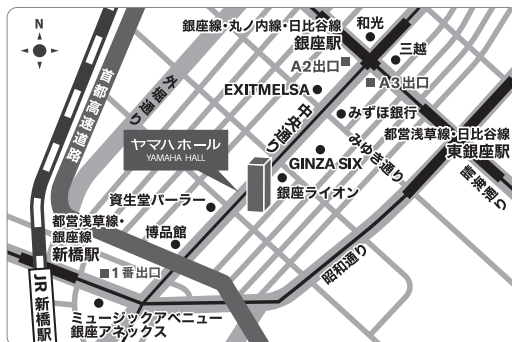 N
銀座線・丸ノ内線・日比谷線
銀座駅
和光
三越
A2出口
A3出口
首都高速道路
外堀通り
EXITMELSA
中央通り
みずほ銀行
都営浅草線・日比谷線
東銀座駅
ヤマハホール
YAMAHA HALL
GINZA SIX
みゆき通り
銀座ライオン
晴海通り
資生堂パーラー
都営浅草線・
銀座線
新橋駅
博品館
昭和通り
1番出口
JR 新橋駅
ミュージックアベニュー
銀座アネックス